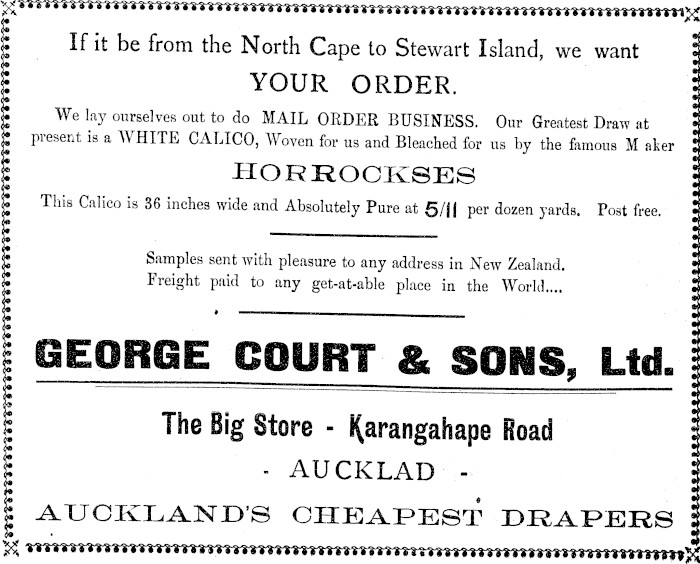 If it be from the North Cape to Stewart Island, we want
YOUR ORDER.
We lay ourselves out to do MAIL ORDER BUSINESS. Our Greatest Draw at
present is a WHITE CALICO, Woven for us and Bleached for us by the famous M aker
HORROCKSES
This Calico is 36 inches wide and Absolutely Pure at 5/11 per dozen yards. Post free.
Samples sent with pleasure to any address in New Zealand.
Freight paid to any get-at-able place in the World....
GEORGE COURT & SONS, Ltd.
The Big Store - Karangahape Road
- AUCKLAD -
AUCKLAND'S CHEAPEST DRAPERS